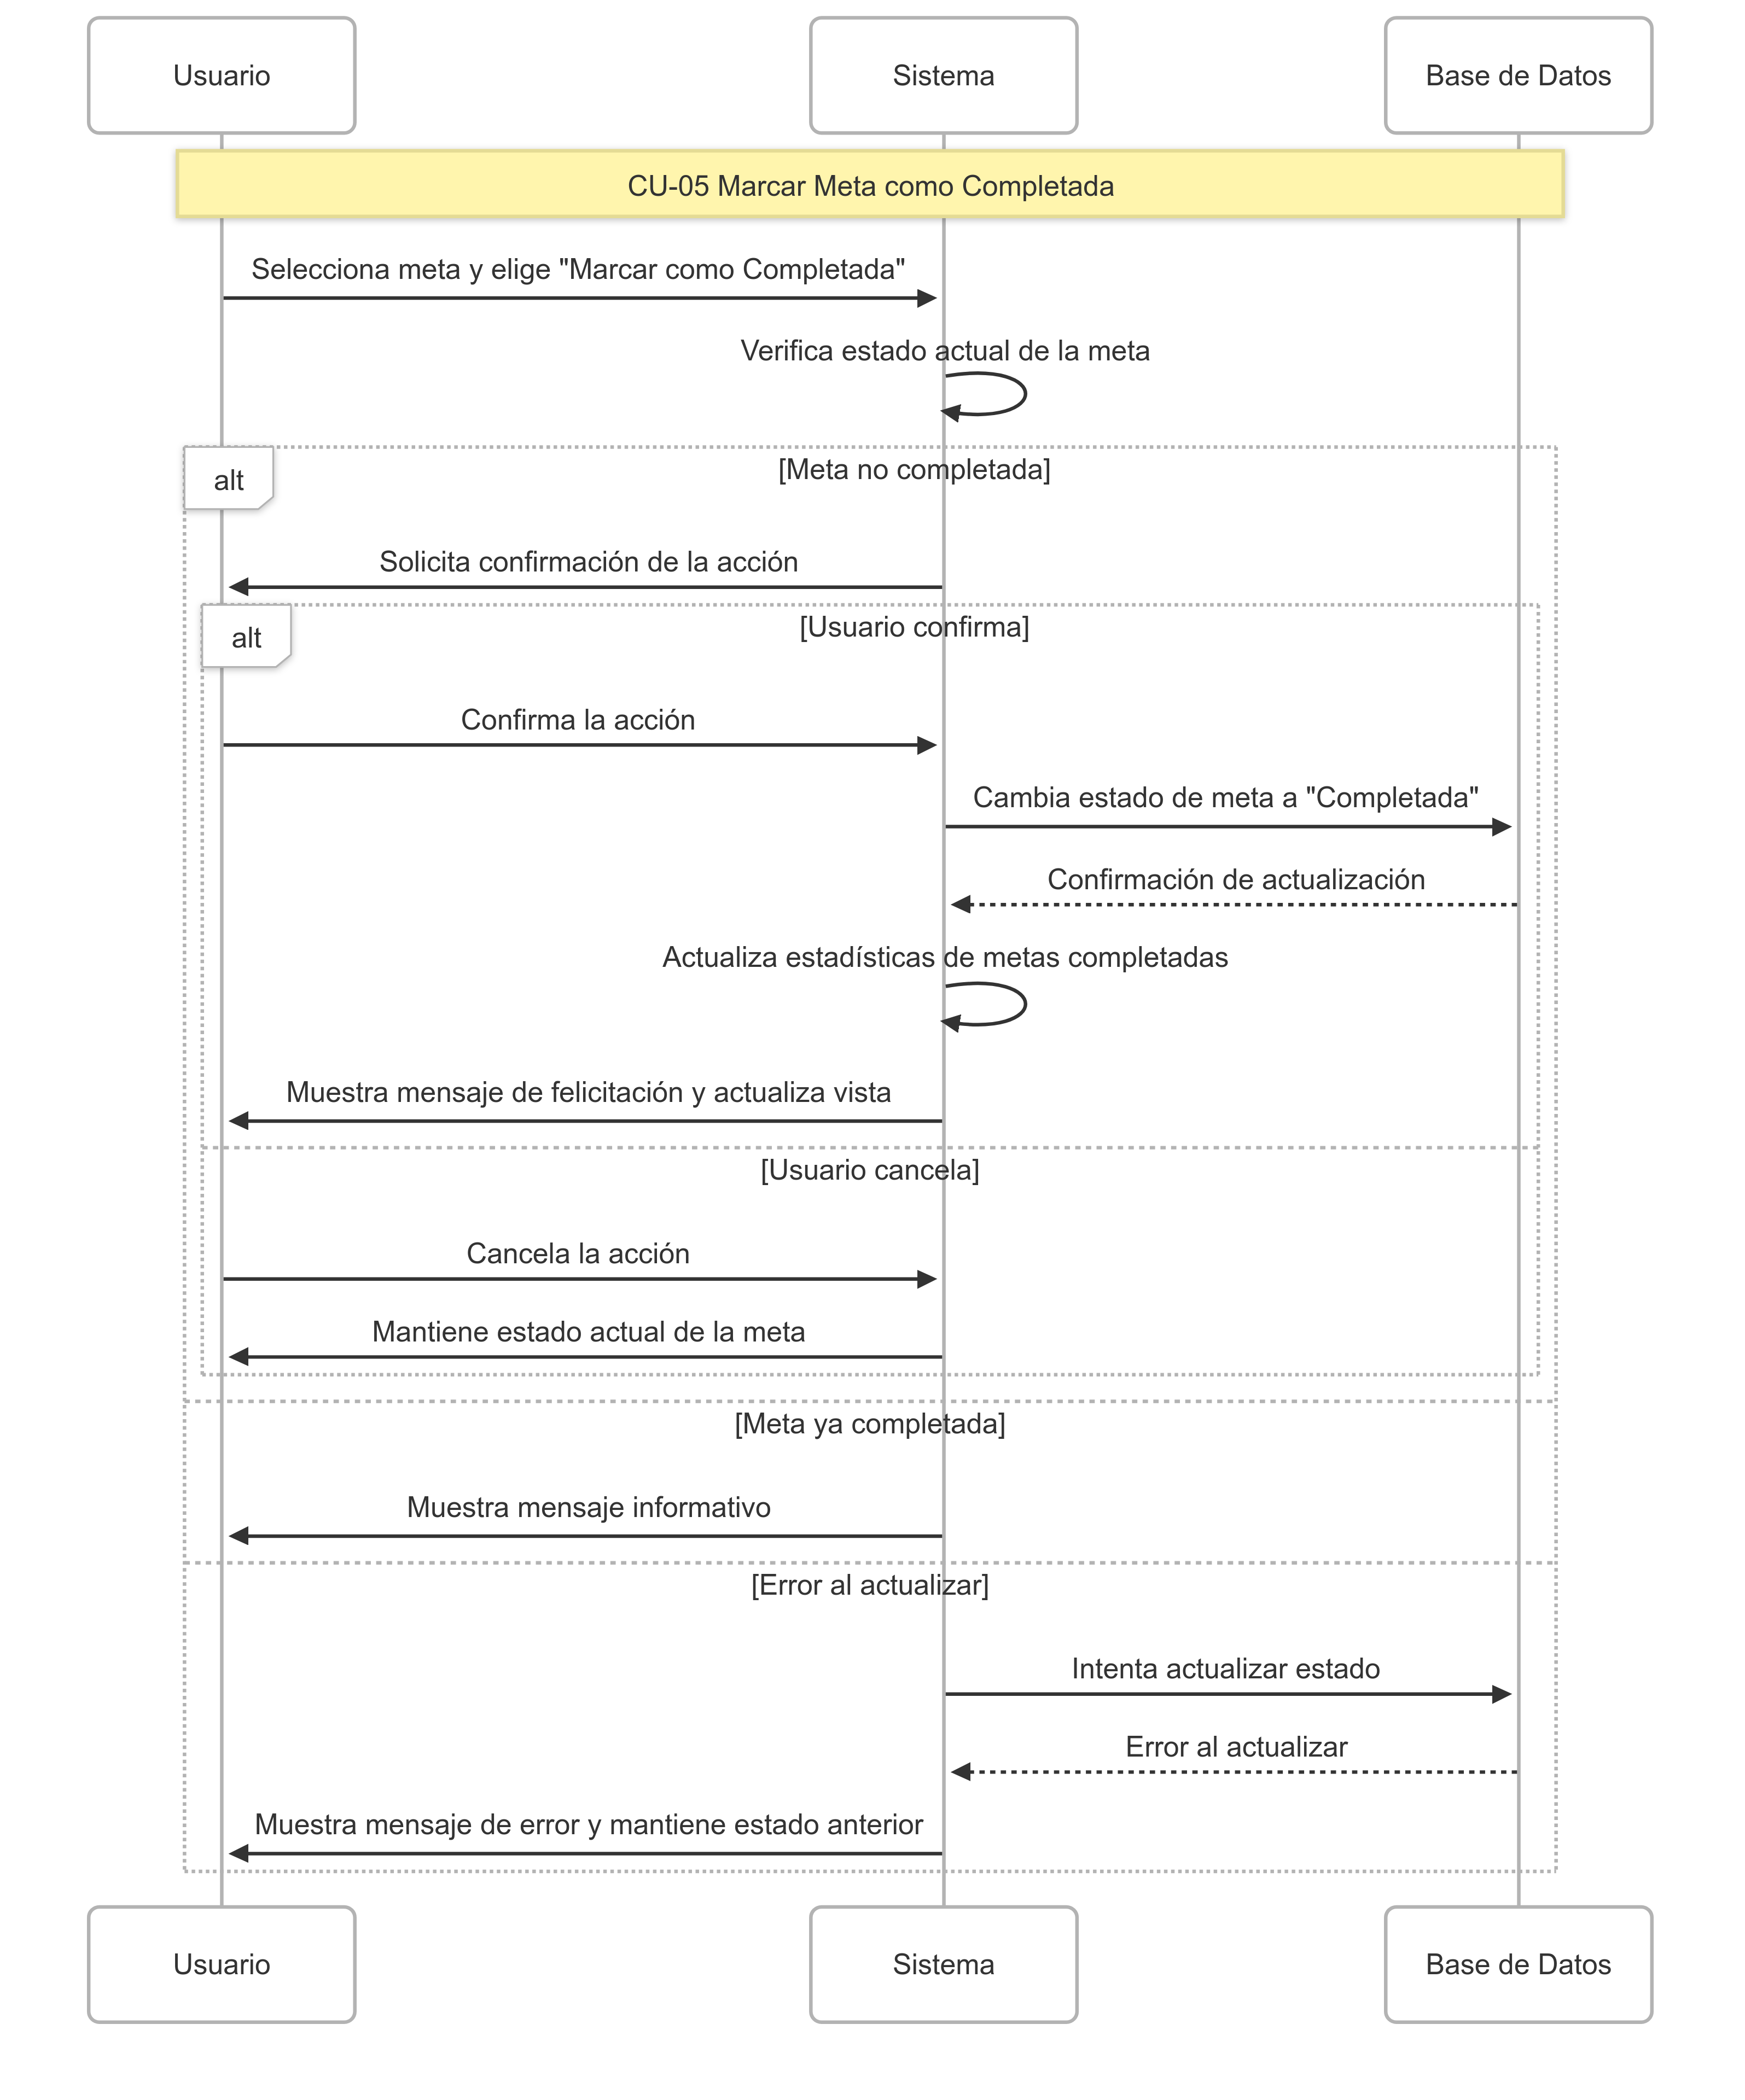 Usuario
Sistema
Base de Datos
CU-05 Marcar Meta como Completada
Selecciona meta y elige "Marcar como Completada"
Verifica estado actual de la meta
alt
[Meta no completada]
Solicita confirmación de la acción
alt
[Usuario confirma]
Confirma la acción
Cambia estado de meta a "Completada"
Confirmación de actualización
Actualiza estadísticas de metas completadas
Muestra mensaje de felicitación y actualiza vista
[Usuario cancela]
Cancela la acción
Mantiene estado actual de la meta
[Meta ya completada]
Muestra mensaje informativo
[Error al actualizar]
Intenta actualizar estado
Error al actualizar
Muestra mensaje de error y mantiene estado anterior
Usuario
Sistema
Base de Datos